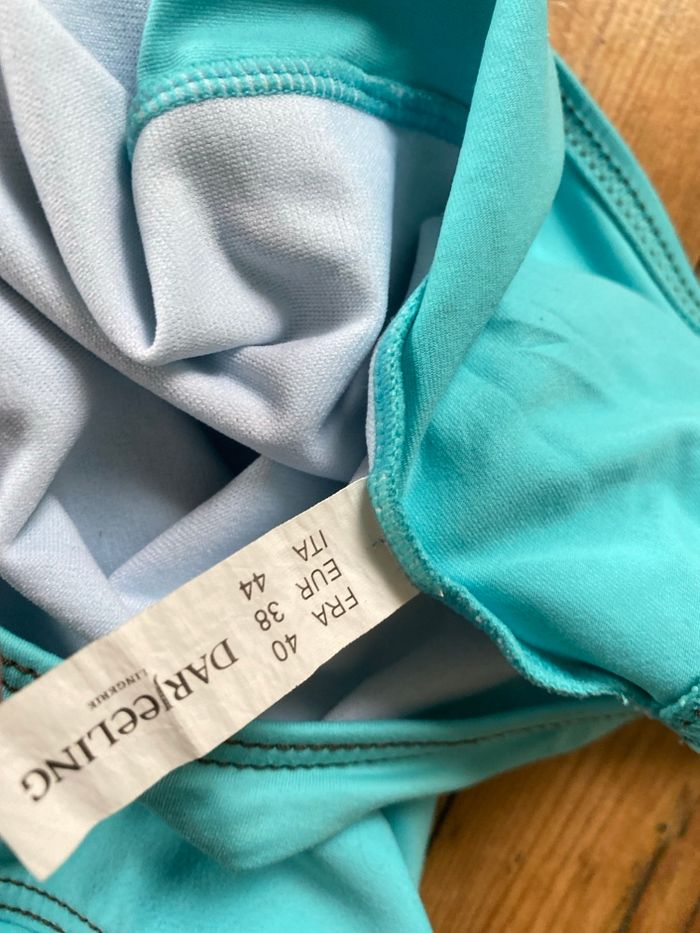 DARJeeLING
LINGERIE
FRA EUR ITA
40 38 44